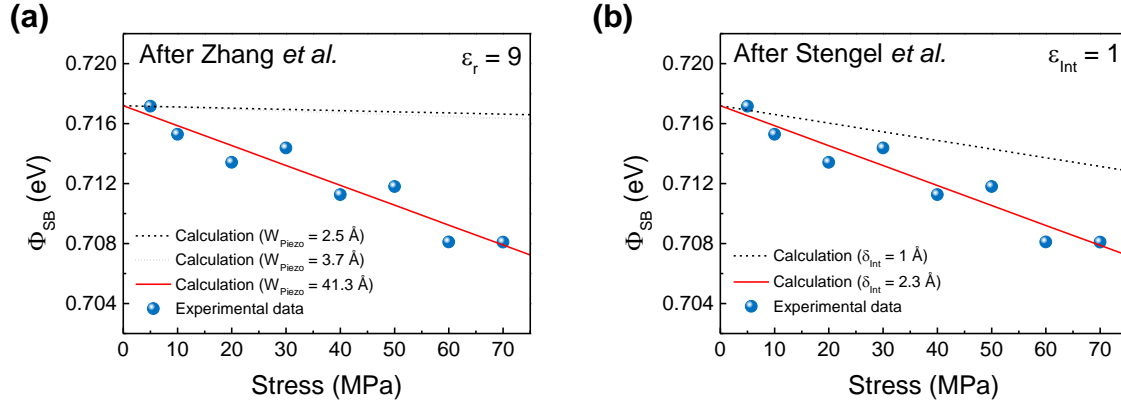 (a)
After Zhang et al.
εr = 9
0.720
0.716
0.712
0.708
0.704
ΦSB (eV)
Calculation (WPiezo = 2.5 Å)
Calculation (WPiezo = 3.7 Å)
Calculation (WPiezo = 41.3 Å)
Experimental data
0 10 20 30 40 50 60 70
Stress (MPa)
(b)
After Stengel et al.
εInt = 1
0.720
0.716
0.712
0.708
0.704
ΦSB (eV)
Calculation (δInt = 1 Å)
Calculation (δInt = 2.3 Å)
Experimental data
0 10 20 30 40 50 60 70
Stress (MPa)